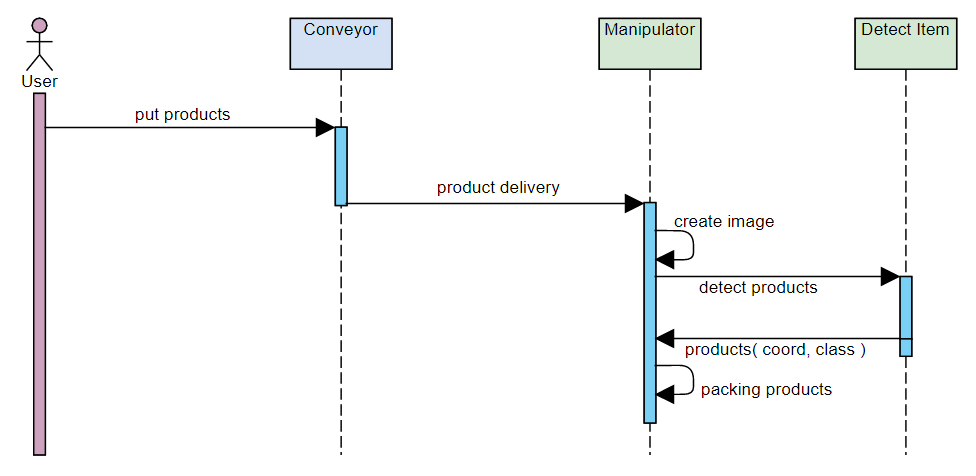 Conveyor
Manipulator
Detect Item
User
put products
product delivery
create image
detect products
products( coord, class )
packing products